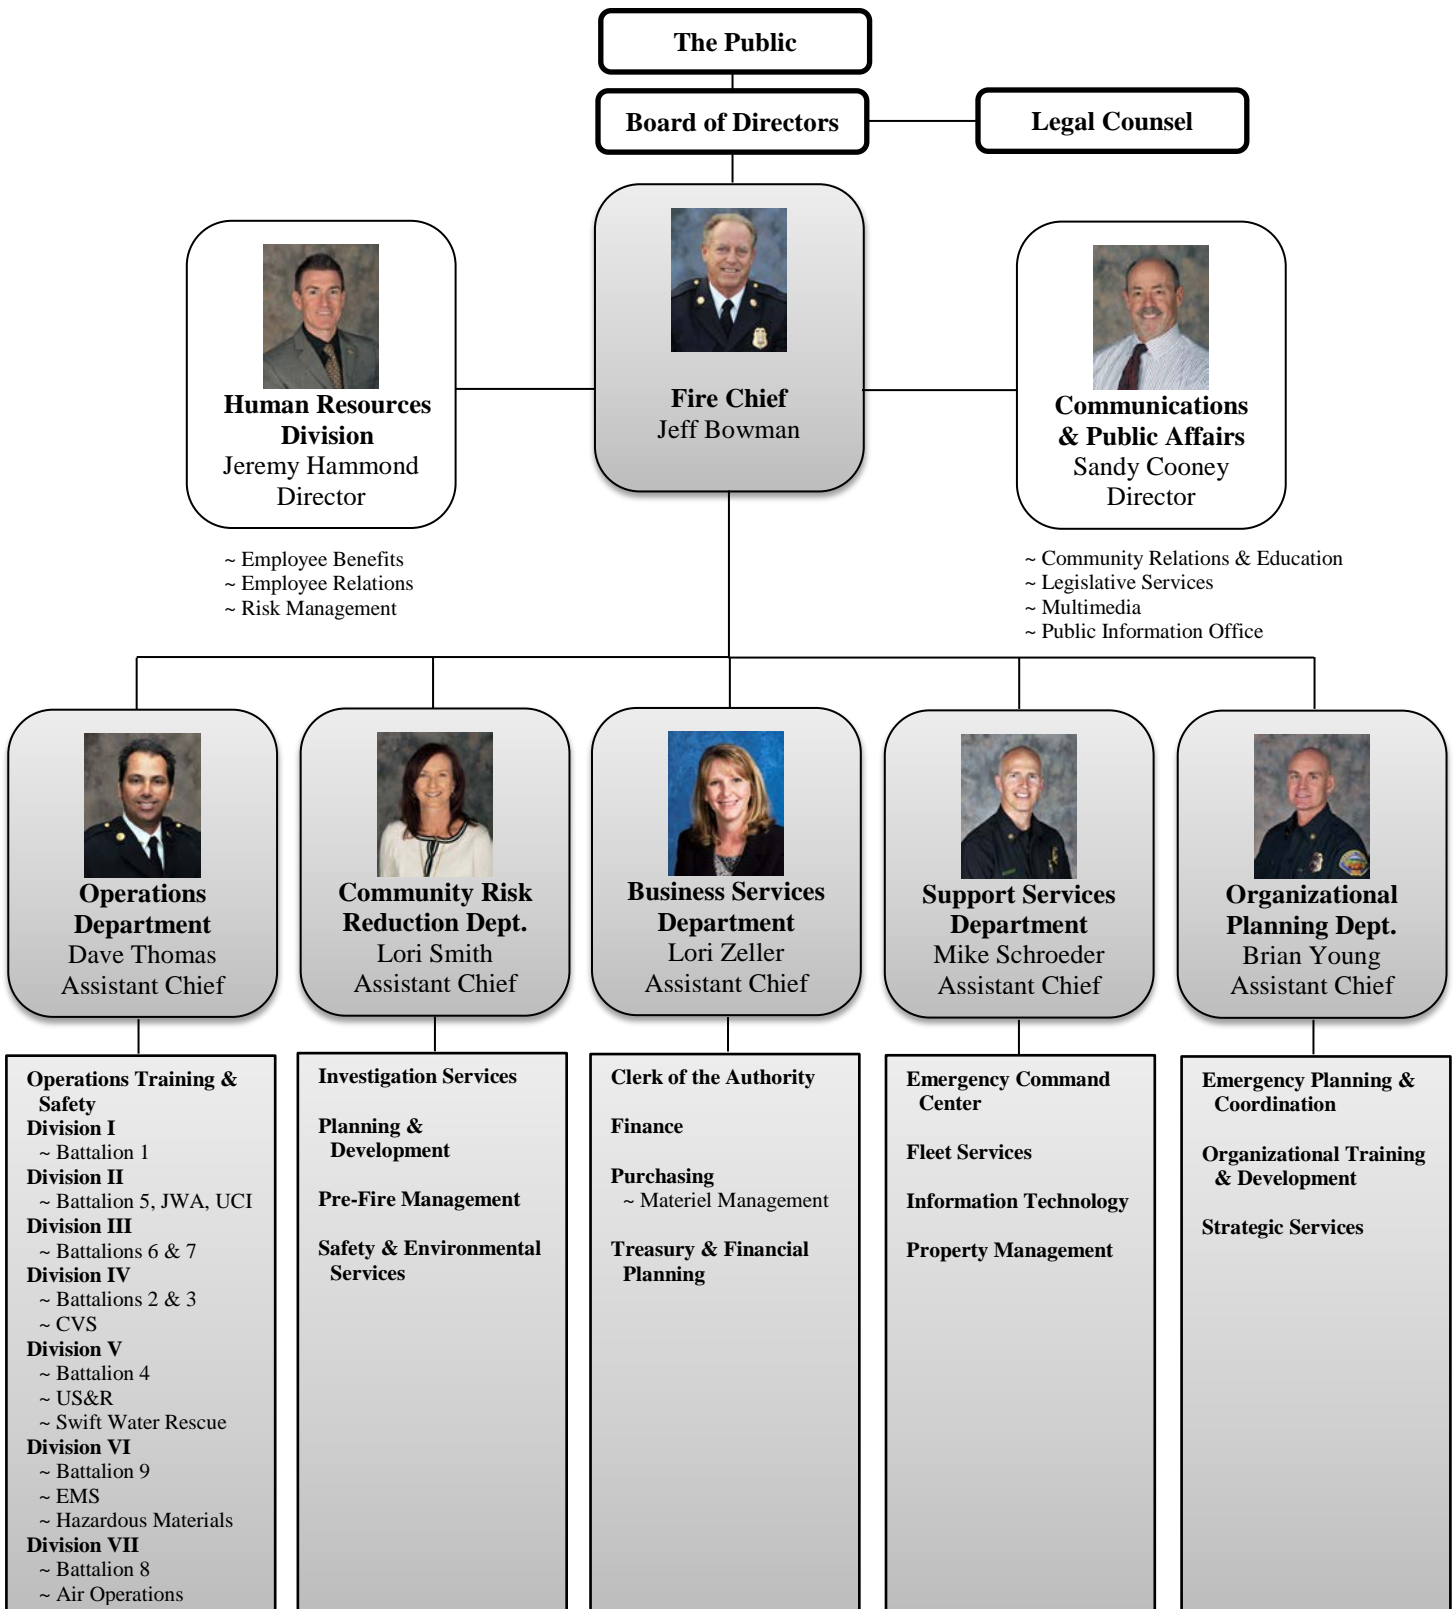 The Public
Board of Directors
Legal Counsel
Human Resources
Division
Jeremy Hammond
Director
Fire Chief
Jeff Bowman
Communications
& Public Affairs
Sandy Cooney
Director
~ Employee Benefits
~ Employee Relations
~ Risk Management
~ Community Relations & Education
~ Legislative Services
~ Multimedia
~ Public Information Office
Operations
Department
Dave Thomas
Assistant Chief
Community Risk
Reduction Dept.
Lori Smith
Assistant Chief
Business Services
Department
Lori Zeller
Assistant Chief
Support Services
Department
Mike Schroeder
Assistant Chief
Organizational
Planning Dept.
Brian Young
Assistant Chief
Operations Training &
Safety
Division I
~ Battalion 1
Division II
~ Battalion 5, JWA, UCI
Division III
~ Battalions 6 & 7
Division IV
~ Battalions 2 & 3
~ CVS
Division V
~ Battalion 4
~ US&R
~ Swift Water Rescue
Division VI
~ Battalion 9
~ EMS
~ Hazardous Materials
Division VII
~ Battalion 8
~ Air Operations
Investigation Services
Planning &
Development
Pre-Fire Management
Safety & Environmental
Services
Clerk of the Authority
Finance
Purchasing
~ Materiel Management
Treasury & Financial
Planning
Emergency Command
Center
Fleet Services
Information Technology
Property Management
Emergency Planning &
Coordination
Organizational Training
& Development
Strategic Services